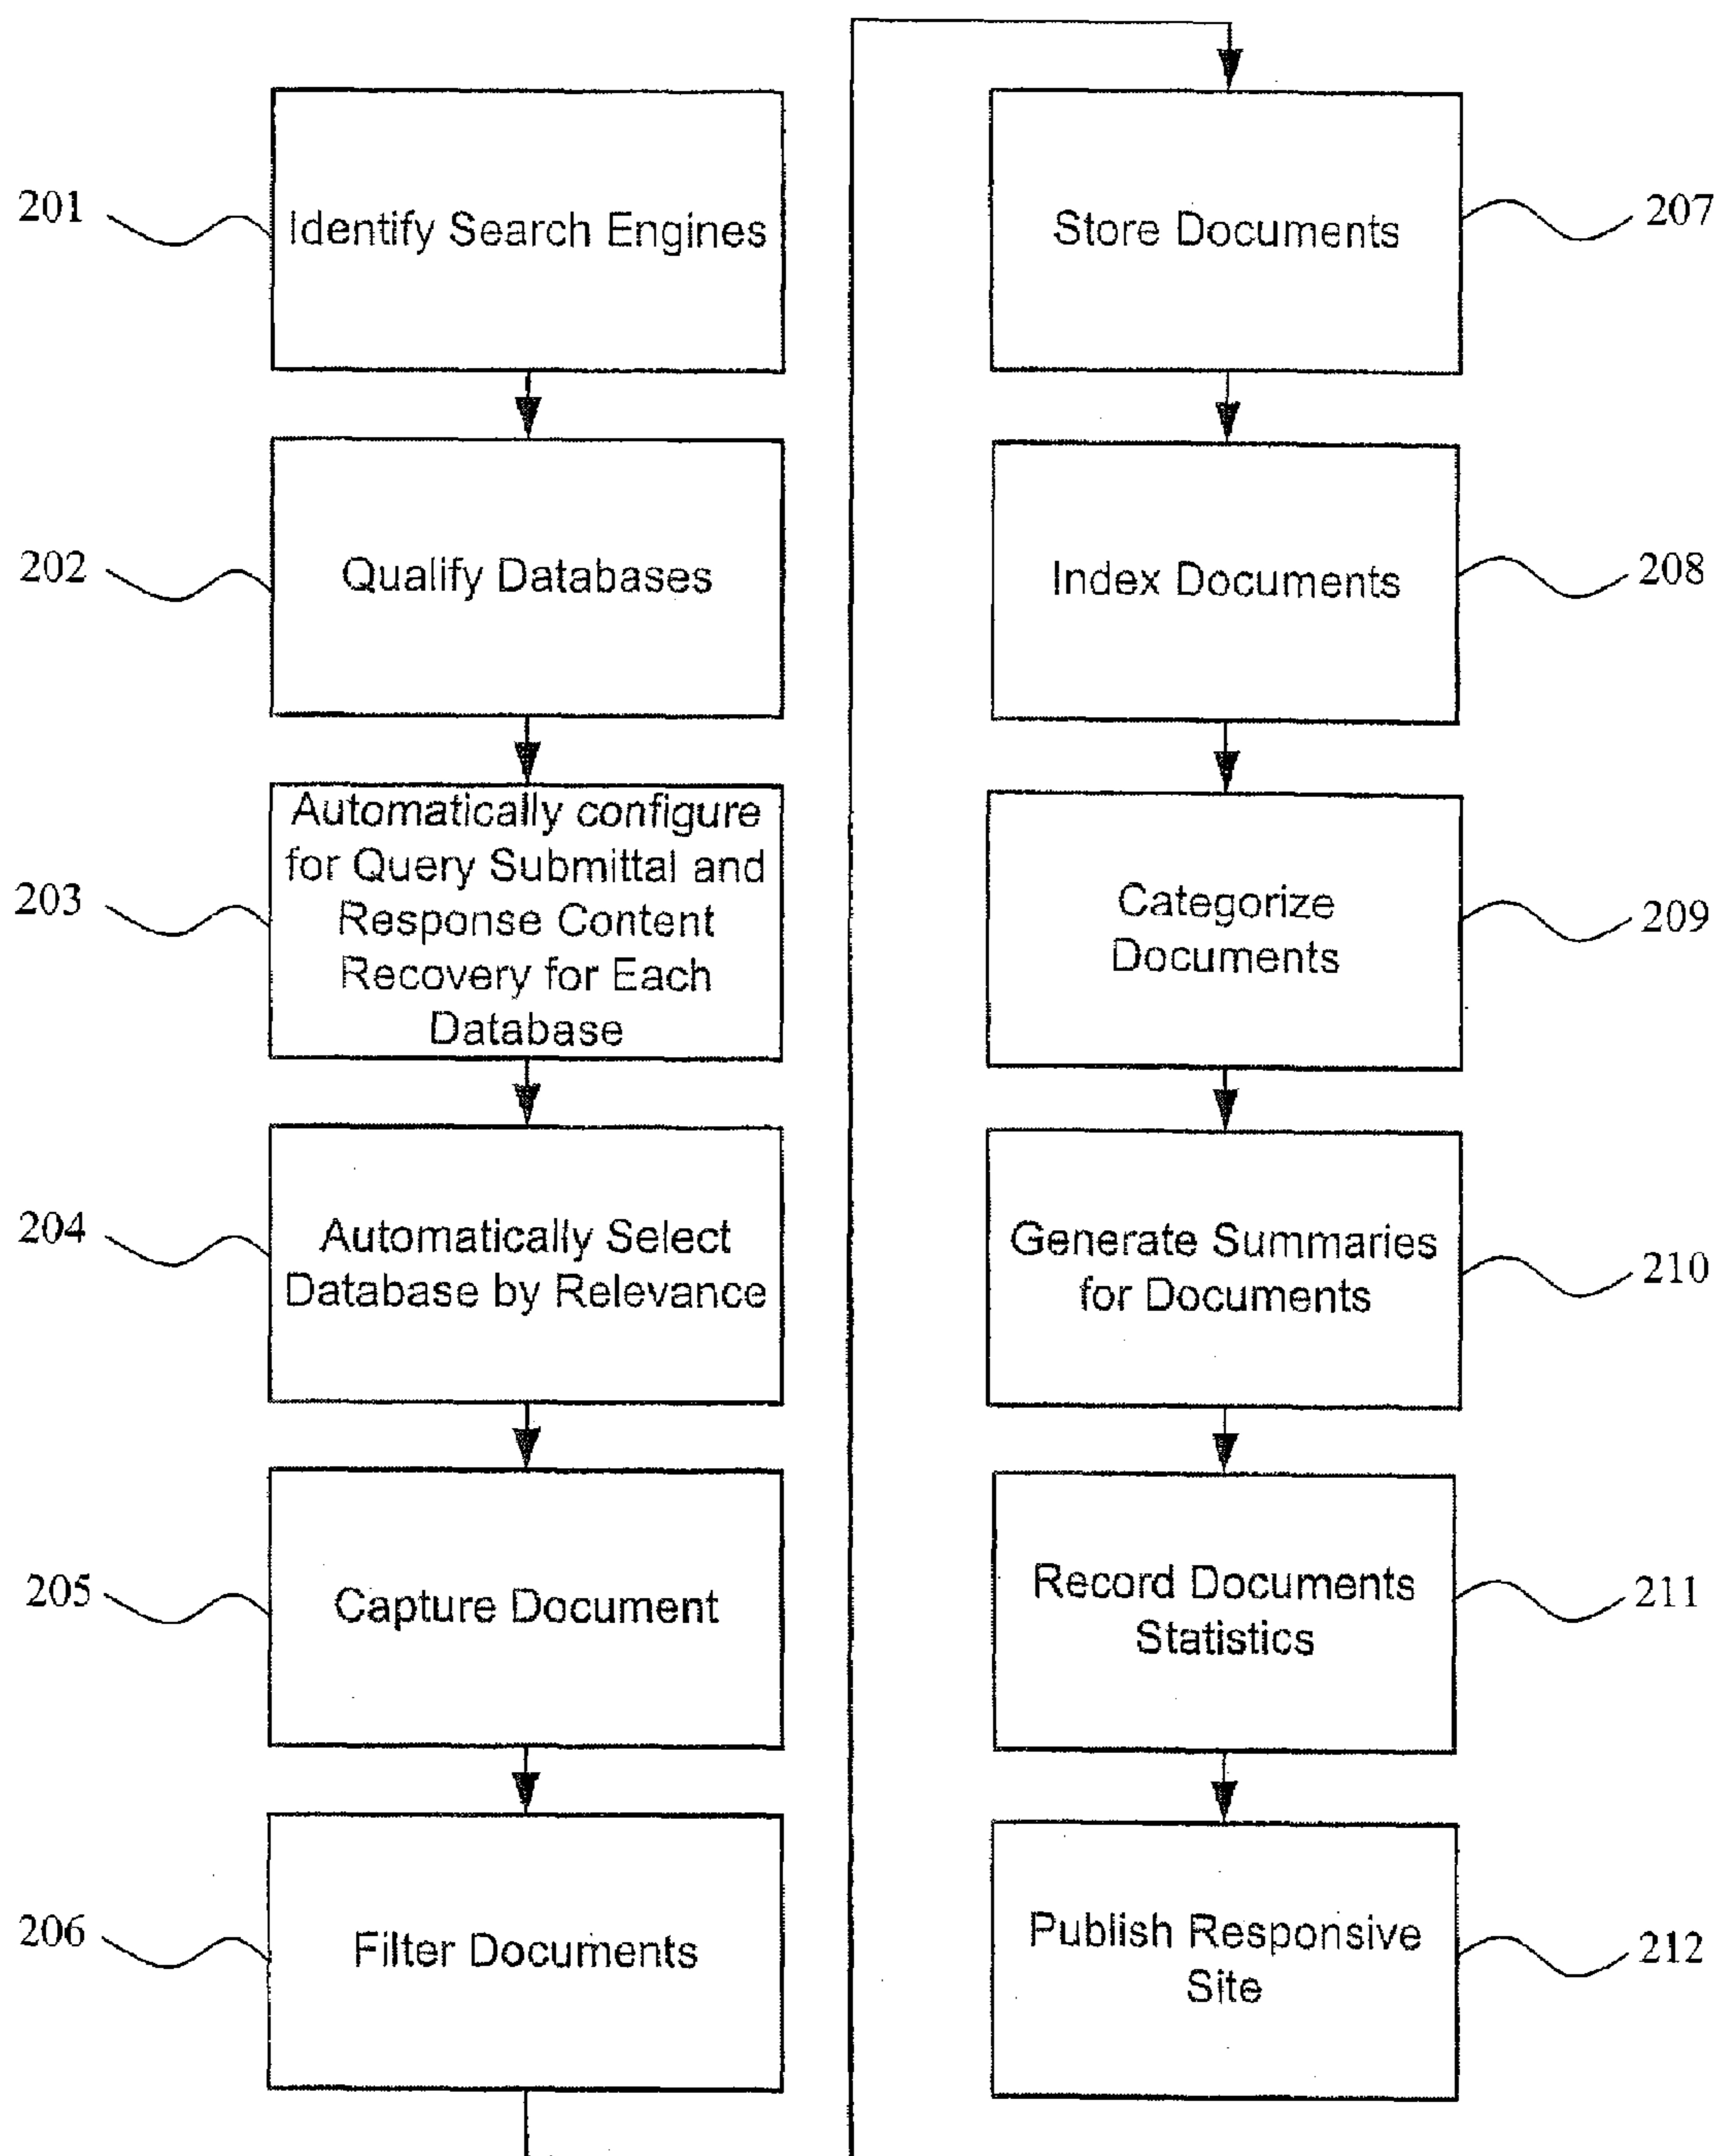 201
Identify Search Engines
202
Qualify Databases
203
Automatically configure
for Query Submittal and
Response Content
Recovery for Each
Database
204
Automatically Select
Database by Relevance
205
Capture Document
206
Filter Documents
207
Store Documents
208
Index Documents
209
Categorize
Documents
210
Generate Summaries
for Documents
211
Record Documents
Statistics
212
Publish Responsive
Site